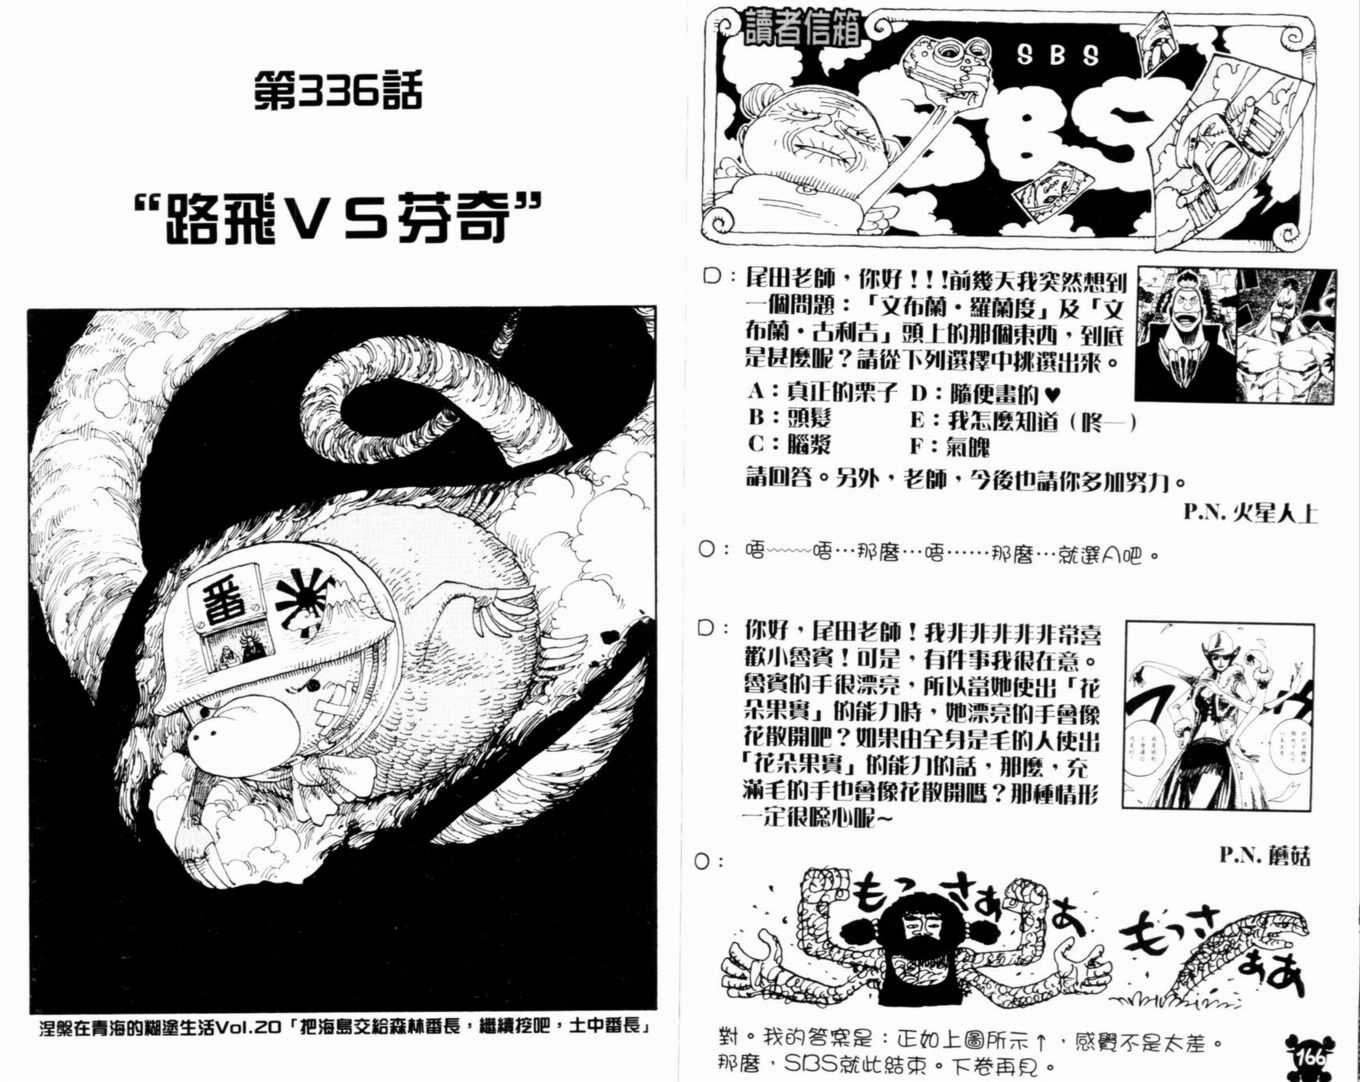 讀者信箱
SBS
SBS
D：尾田老師，你好！！！前幾天我突然想到
一個問題：「文布蘭・羅蘭度」及「文
布蘭・古利吉」頭上的那個東西，到底
是甚麼呢？請從下列選擇中挑選出來。
A：真正的栗子 D：隨便畫的♥
B：頭髮 E：我怎麼知道（咚—）
C：腦漿 F：氣魄
請回答。另外，老師，今後也請你多加努力。
P.N. 火星人上
O：唔~~~~唔…那麼…唔……那麼…就選A吧。
D：你好，尾田老師！我非非非非非常喜
歡小魯賓！可是，有件事我很在意。
魯賓的手很漂亮，所以當她使出「花
朵果實」的能力時，她漂亮的手會像
花散開吧？如果由全身是毛的人使出
「花朵果實」的能力的話，那麼，充
滿毛的手也會像花散開嗎？那種情形
一定很噁心呢~
P.N. 蘑菇
O：
もっさぁ
ぁ
もっさ
ぁぁ
對。我的答案是：正如上圖所示↑，感覺不是太差。
那麼，SBS就此結束。下卷再見。
166
第336話
“路飛VS芬奇”
番
涅槃在青海的糊塗生活Vol.20「把海島交給森林番長，繼續挖吧，土中番長」